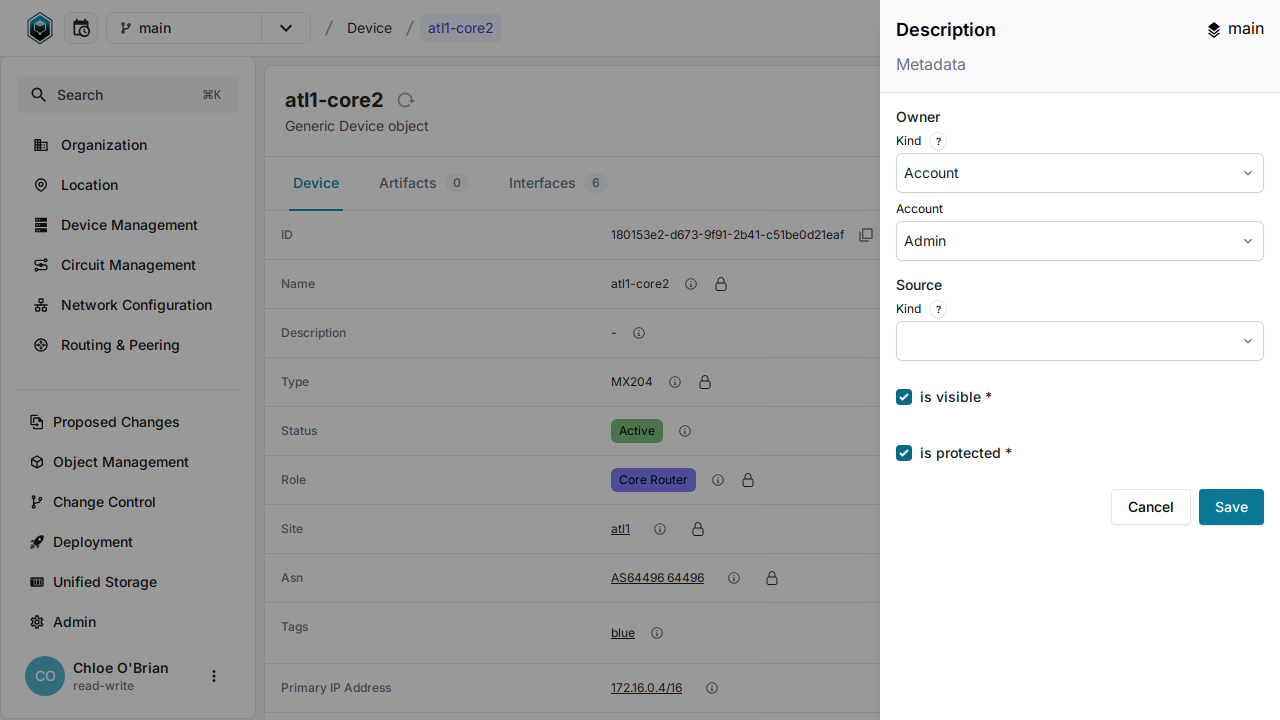 main
/
Device
/
atl1-core2
Search
⌘K
Organization
Location
Device Management
Circuit Management
Network Configuration
Routing & Peering
Proposed Changes
Object Management
Change Control
Deployment
Unified Storage
Admin
CO
Chloe O'Brian
read-write
atl1-core2
Generic Device object
Device
Artifacts 0
Interfaces 6
ID
180153e2-d673-9f91-2b41-c51be0d21eaf
Name
atl1-core2
Description
-
Type
MX204
Status
Active
Role
Core Router
Site
atl1
Asn
AS64496 64496
Tags
blue
Primary IP Address
172.16.0.4/16
Description
main
Metadata
Owner
Kind ?
Account
Account
Admin
Source
Kind ?
is visible *
is protected *
Cancel
Save